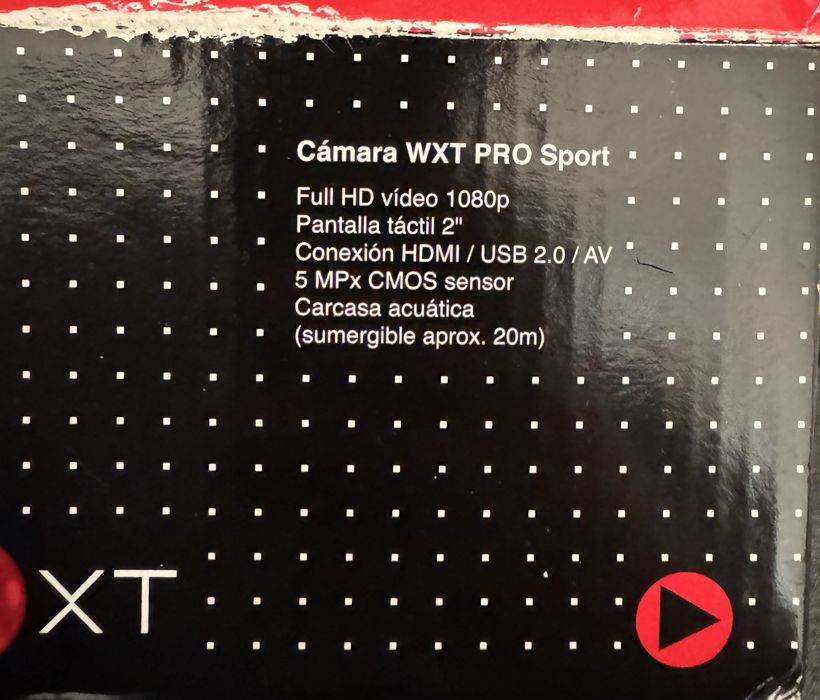 Cámara WXT PRO Sport
Full HD vídeo 1080p
Pantalla táctil 2"
Conexión HDMI / USB 2.0 / AV
5 MPx CMOS sensor
Carcasa acuática
(sumergible aprox. 20m)
XT